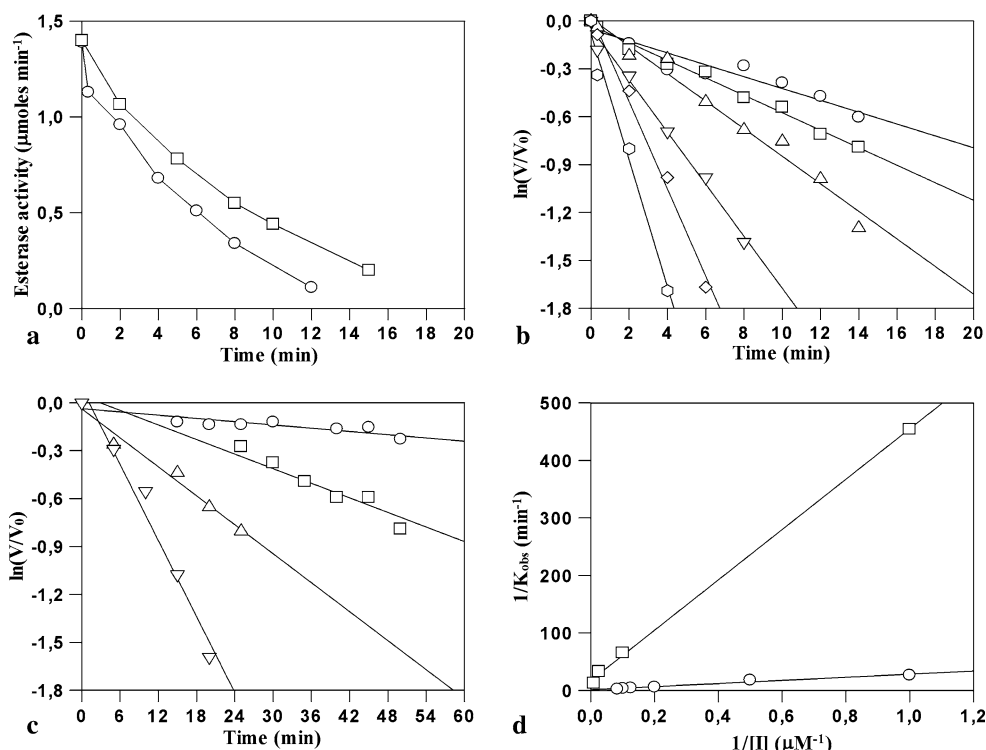 Esterase activity (μmoles min⁻¹)
1,5
1,0
0,5
0,0
0 2 4 6 8 10 12 14 16 18 20
a
Time (min)
ln(V/V₀)
0,0
-0,3
-0,6
-0,9
-1,2
-1,5
-1,8
0 2 4 6 8 10 12 14 16 18 20
b
Time (min)
ln(V/V₀)
0,0
-0,3
-0,6
-0,9
-1,2
-1,5
-1,8
0 6 12 18 24 30 36 42 48 54 60
c
Time (min)
1/K_obs (min⁻¹)
500
400
300
200
100
0
0,0 0,2 0,4 0,6 0,8 1,0 1,2
d
1/[I] (μM⁻¹)